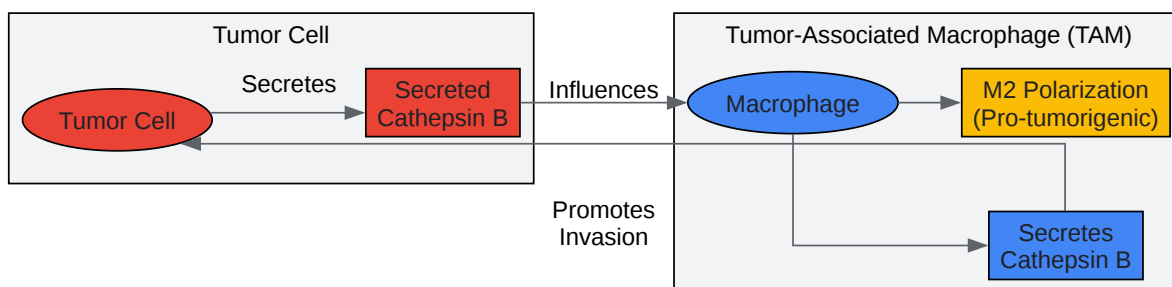 Tumor Cell
Tumor-Associated Macrophage (TAM)
Secretes
Secreted
Cathepsin B
Influences
Macrophage
M2 Polarization
(Pro-tumorigenic)
Tumor Cell
Promotes
Invasion
Secretes
Cathepsin B